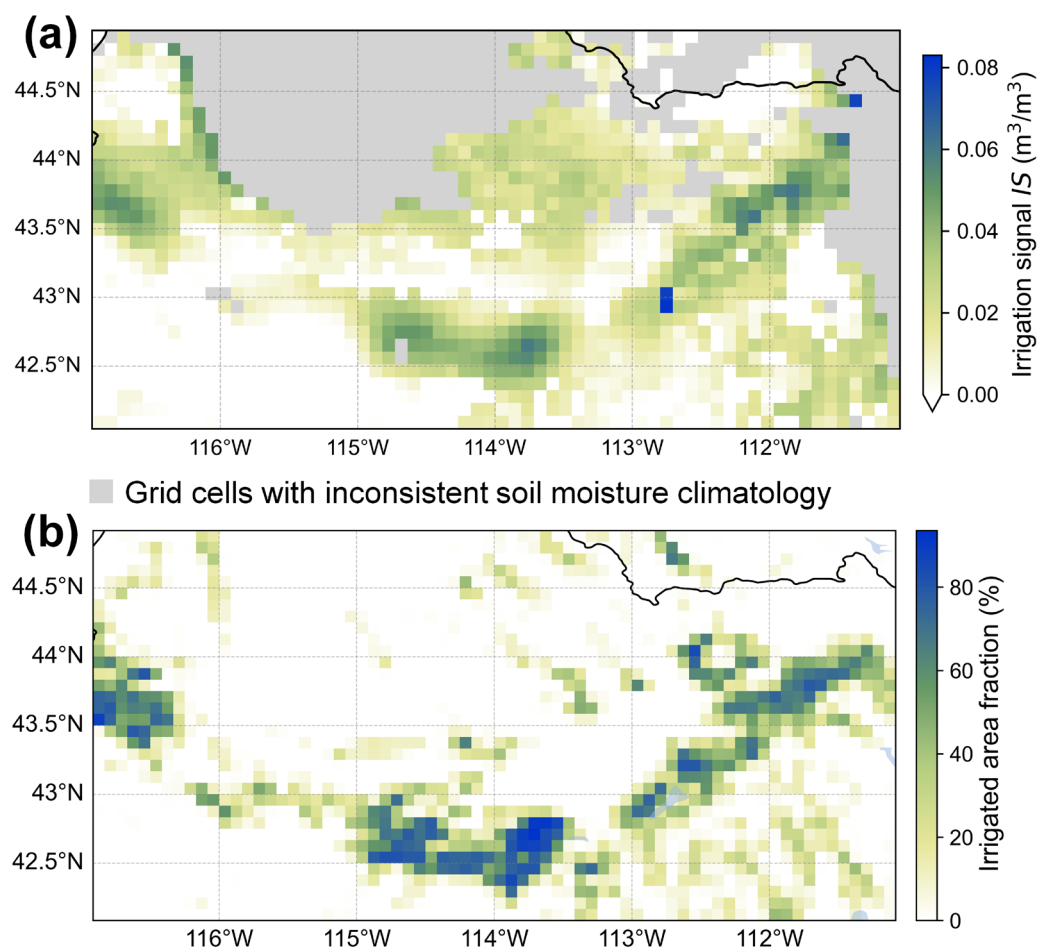 (a)
44.5°N
44°N
43.5°N
43°N
42.5°N
116°W
115°W
114°W
113°W
112°W
0.08
0.06
0.04
0.02
0.00
Irrigation signal IS (m³/m³)
Grid cells with inconsistent soil moisture climatology
(b)
44.5°N
44°N
43.5°N
43°N
42.5°N
116°W
115°W
114°W
113°W
112°W
80
60
40
20
0
Irrigated area fraction (%)